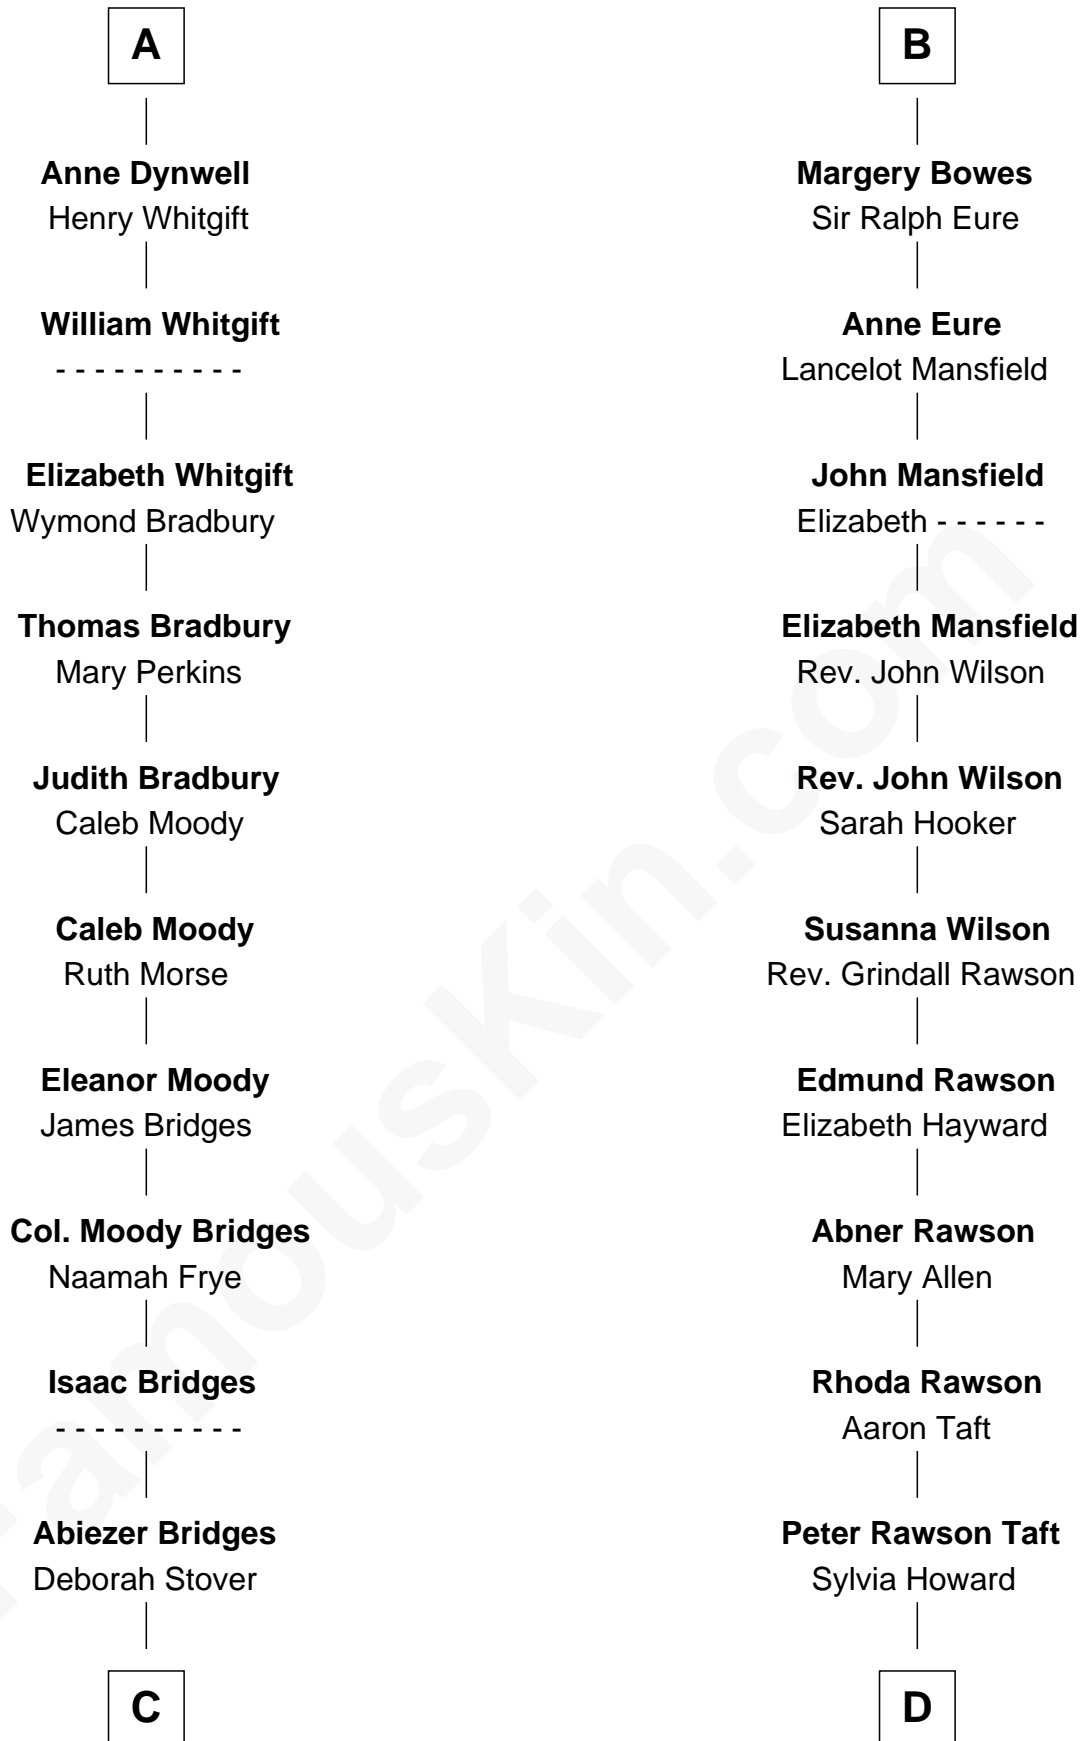 A
Anne Dynwell
Henry Whitgift
William Whitgift
- - - - - - - - - -
Elizabeth Whitgift
Wymond Bradbury
Thomas Bradbury
Mary Perkins
Judith Bradbury
Caleb Moody
Caleb Moody
Ruth Morse
Eleanor Moody
James Bridges
Col. Moody Bridges
Naamah Frye
Isaac Bridges
- - - - - - - - - -
Abiezer Bridges
Deborah Stover
C
B
Margery Bowes
Sir Ralph Eure
Anne Eure
Lancelot Mansfield
John Mansfield
Elizabeth - - - - - -
Elizabeth Mansfield
Rev. John Wilson
Rev. John Wilson
Sarah Hooker
Susanna Wilson
Rev. Grindall Rawson
Edmund Rawson
Elizabeth Hayward
Abner Rawson
Mary Allen
Rhoda Rawson
Aaron Taft
Peter Rawson Taft
Sylvia Howard
D
FamousKin.com